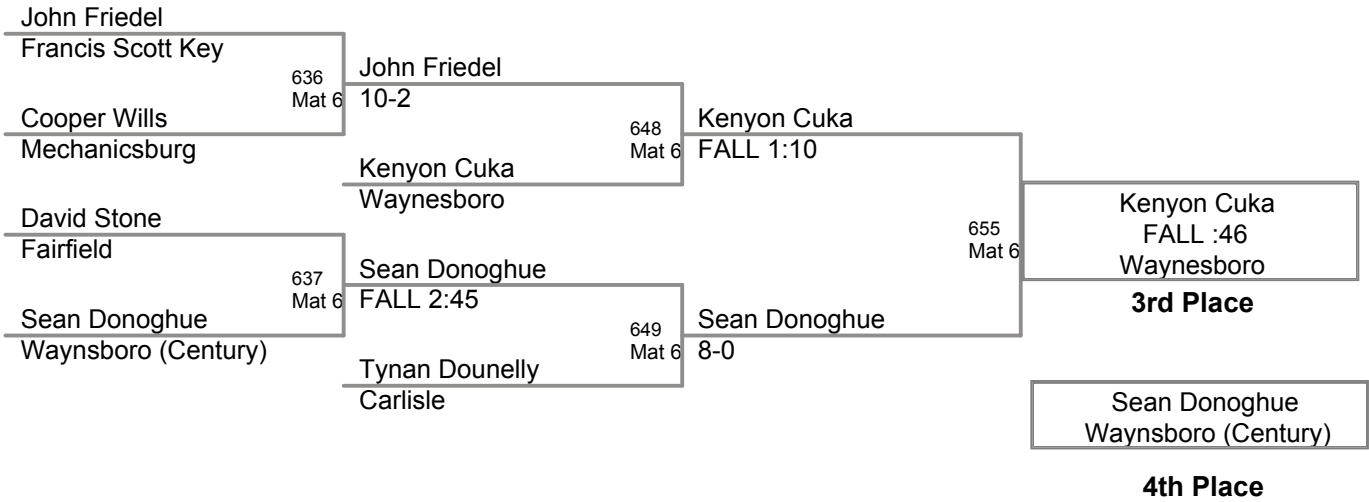 John Friedel
Francis Scott Key
636
Mat 6
John Friedel
10-2
Cooper Wills
Mechanicsburg
648
Mat 6
Kenyon Cuka
FALL 1:10
Kenyon Cuka
Waynesboro
David Stone
Fairfield
637
Mat 6
Sean Donoghue
FALL 2:45
Sean Donoghue
Waynsboro (Century)
649
Mat 6
Sean Donoghue
8-0
Tynan Dounelly
Carlisle
655
Mat 6
Kenyon Cuka
FALL :46
Waynesboro
3rd Place
Sean Donoghue
Waynsboro (Century)
4th Place